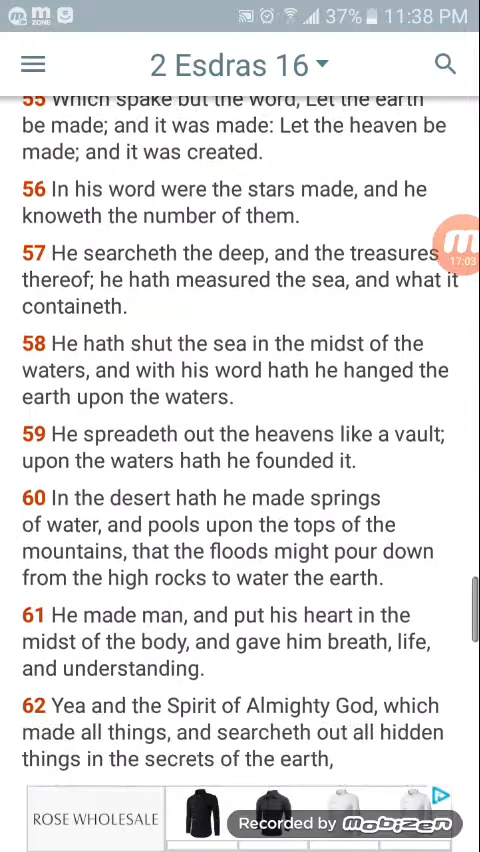 m
ZONE
37% 11:38 PM
2 Esdras 16
55 Which spake but the word, Let the earth
be made; and it was made: Let the heaven be
made; and it was created.
56 In his word were the stars made, and he
knoweth the number of them.
57 He searcheth the deep, and the treasures
thereof; he hath measured the sea, and what it
containeth.
m
17:03
58 He hath shut the sea in the midst of the
waters, and with his word hath he hanged the
earth upon the waters.
59 He spreadeth out the heavens like a vault;
upon the waters hath he founded it.
60 In the desert hath he made springs
of water, and pools upon the tops of the
mountains, that the floods might pour down
from the high rocks to water the earth.
61 He made man, and put his heart in the
midst of the body, and gave him breath, life,
and understanding.
62 Yea and the Spirit of Almighty God, which
made all things, and searcheth out all hidden
things in the secrets of the earth,
ROSE WHOLESALE
Recorded by mobizen